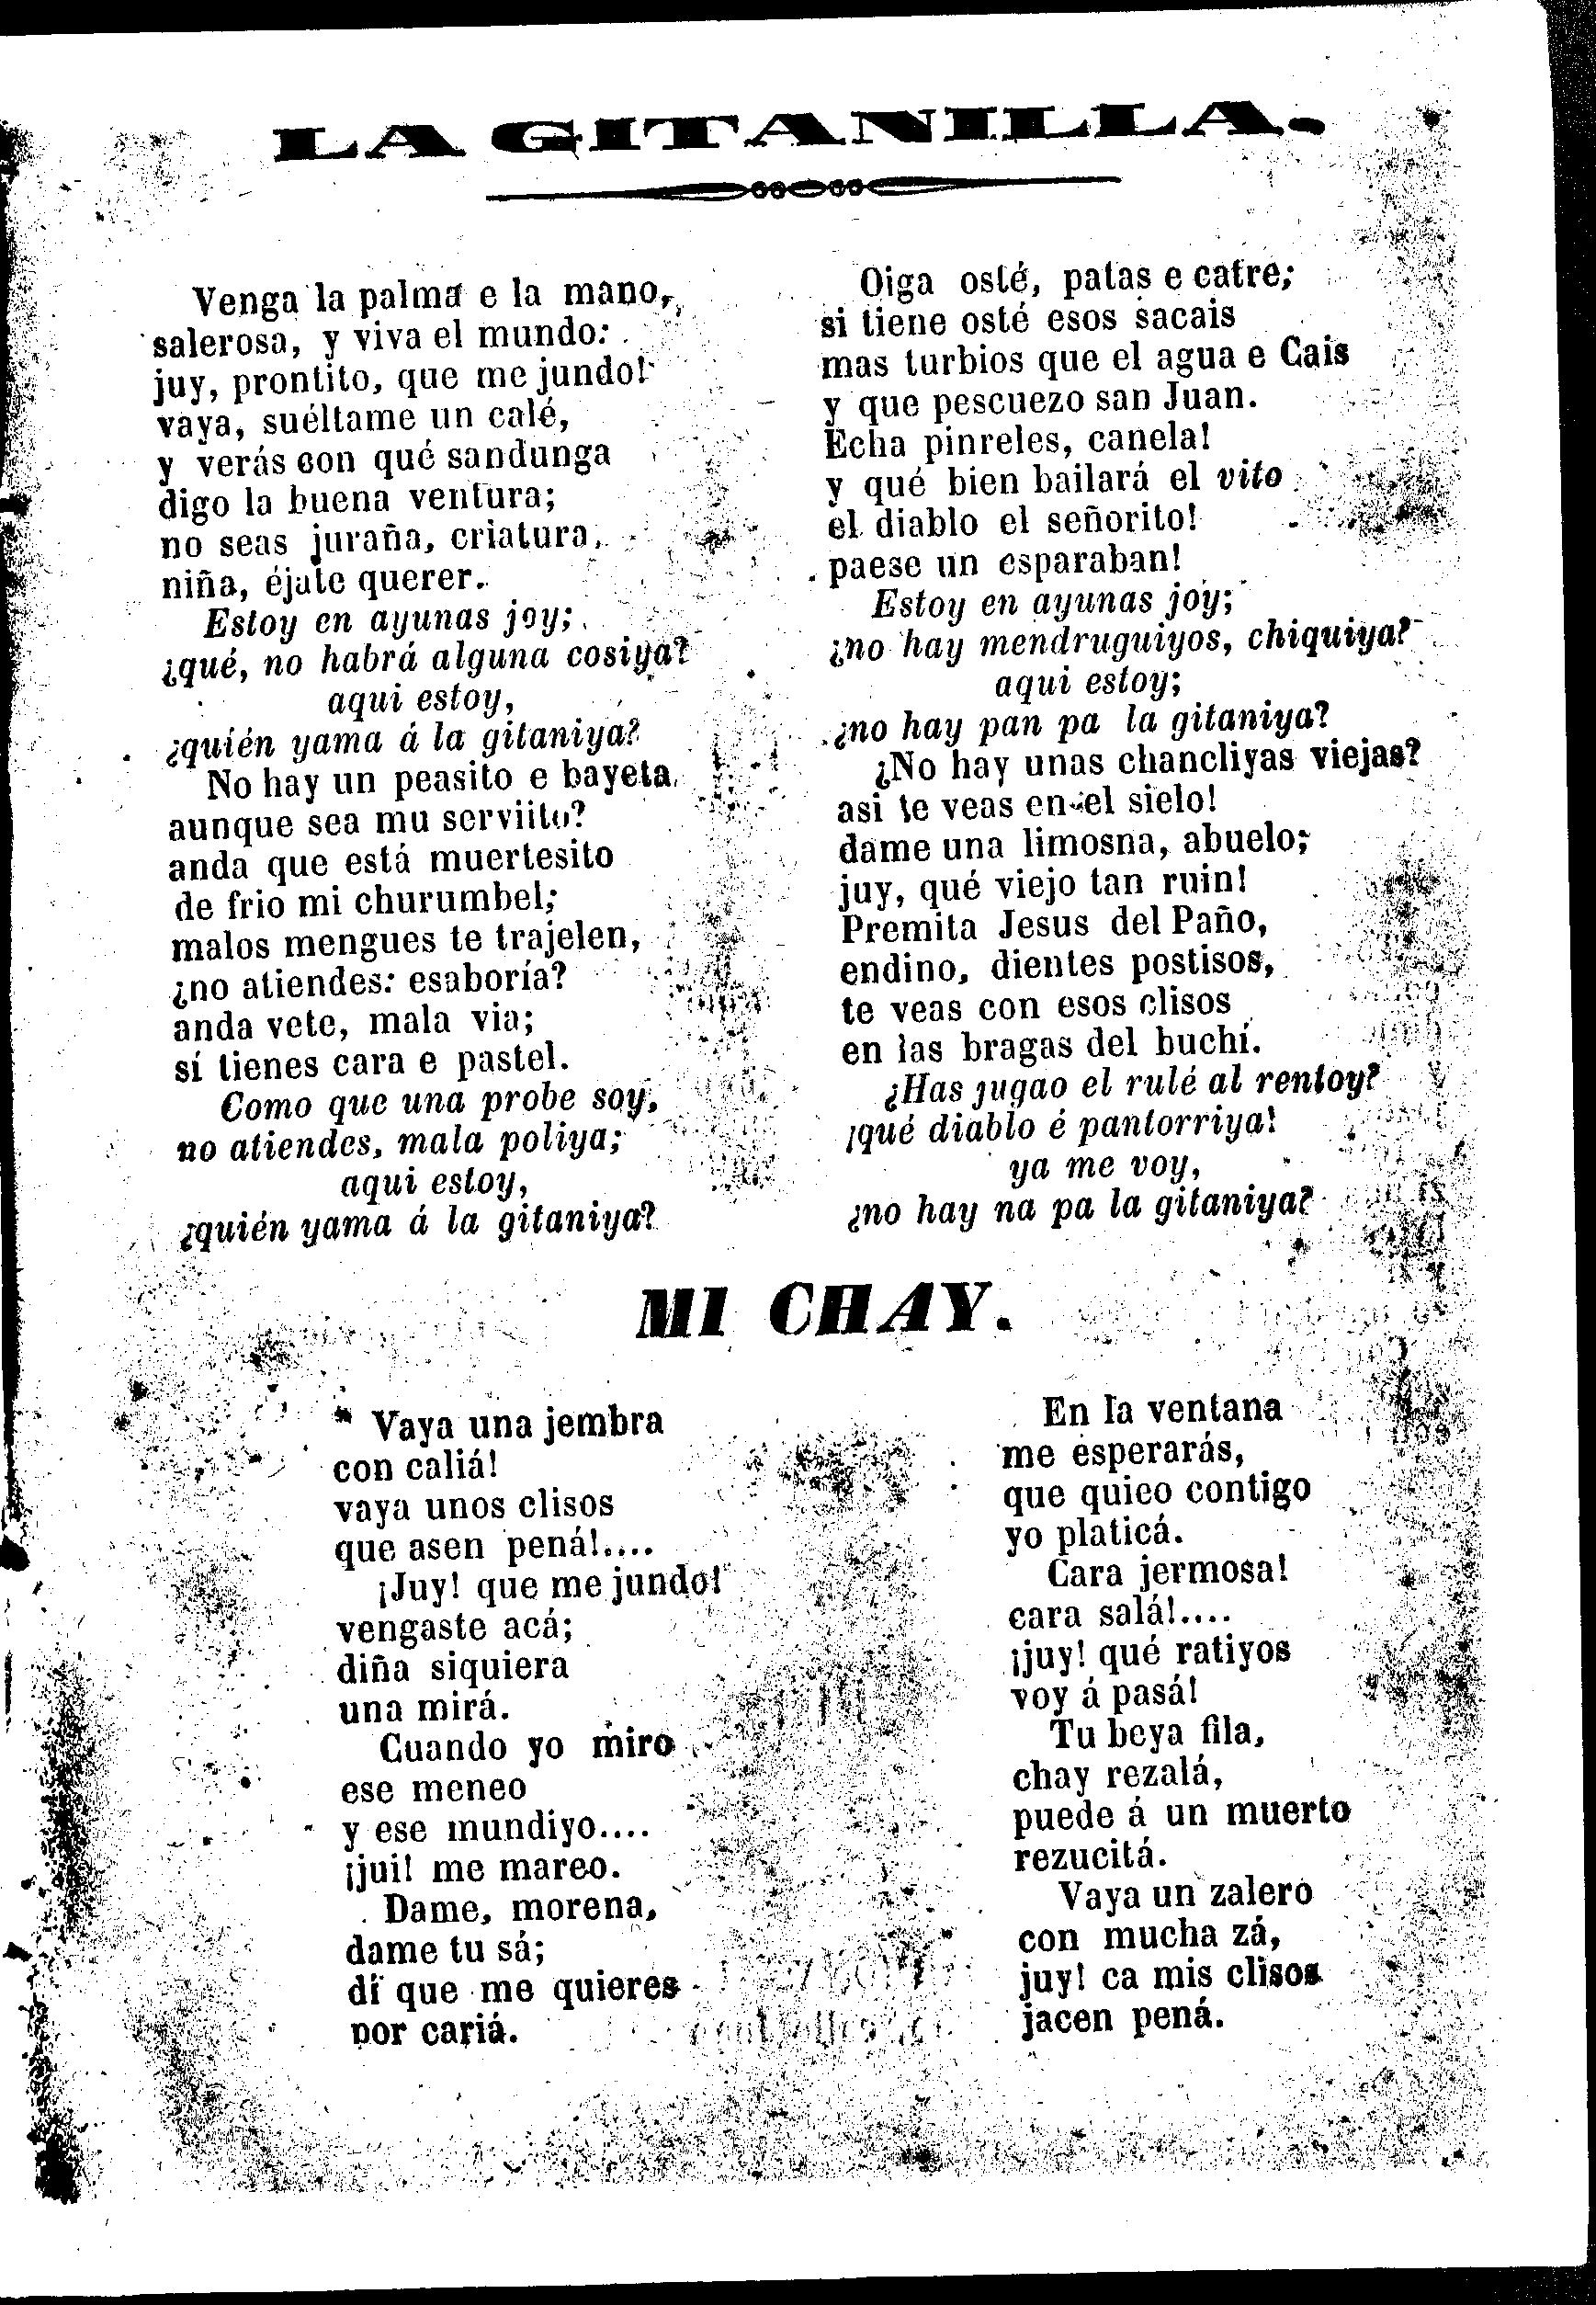 LA GITANILLA.
Venga la palma e la mano,
salerosa, y viva el mundo:
juy, prontito, que me jundo!
vaya, suéltame un calé,
y verás con qué sandunga
digo la buena ventura;
no seas juraña, criatura,
niña, éjate querer.
Estoy en ayunas joy;
¿qué, no habrá alguna cosiya?
aqui estoy,
¿quién yama á la gitaniya?
No hay un peasito e bayeta
aunque sea mu serviito?
anda que está muertesito
de frio mi churumbel;
malos mengues te trajelen,
¿no atiendes: esaboría?
anda vete, mala via;
sí tienes cara e pastel.
Como que una probe soy,
no atiendes, mala poliya;
aqui estoy,
¿quién yama á la gitaniya?
Oiga osté, patas e catre;
si tiene osté esos sacais
mas turbios que el agua e Cais
y que pescuezo san Juan.
Echa pinreles, canela!
y qué bien bailará el vito
el diablo el señorito!
paese un esparaban!
Estoy en ayunas joy;
¿no hay mendruguiyos, chiquiya?
aqui estoy;
¿no hay pan pa la gitaniya?
¿No hay unas chancliyas viejas?
asi te veas en el sielo!
dame una limosna, abuelo;
juy, qué viejo tan ruin!
Premita Jesus del Paño,
endino, dientes postisos,
te veas con esos clisos
en las bragas del buchí.
¿Has jugao el rulé al rentoy?
¡qué diablo é pantorriya!
ya me voy,
¿no hay na pa la gitaniya?
MI CHAY.
Vaya una jembra
con caliá!
vaya unos clisos
que asen pená!....
¡Juy! que me jundo!
vengaste acá;
diña siquiera
una mirá.
Cuando yo miro
ese meneo
y ese mundiyo....
¡jui! me mareo.
Dame, morena,
dame tu sá;
di que me quieres
por cariá.
En la ventana
me esperarás,
que quieo contigo
yo platicá.
Cara jermosa!
cara salá!....
¡juy! qué ratiyos
voy á pasá!
Tu beya fila,
chay rezalá,
puede á un muerto
rezucitá.
Vaya un zalero
con mucha zá,
juy! ca mis clisos
jacen pená.